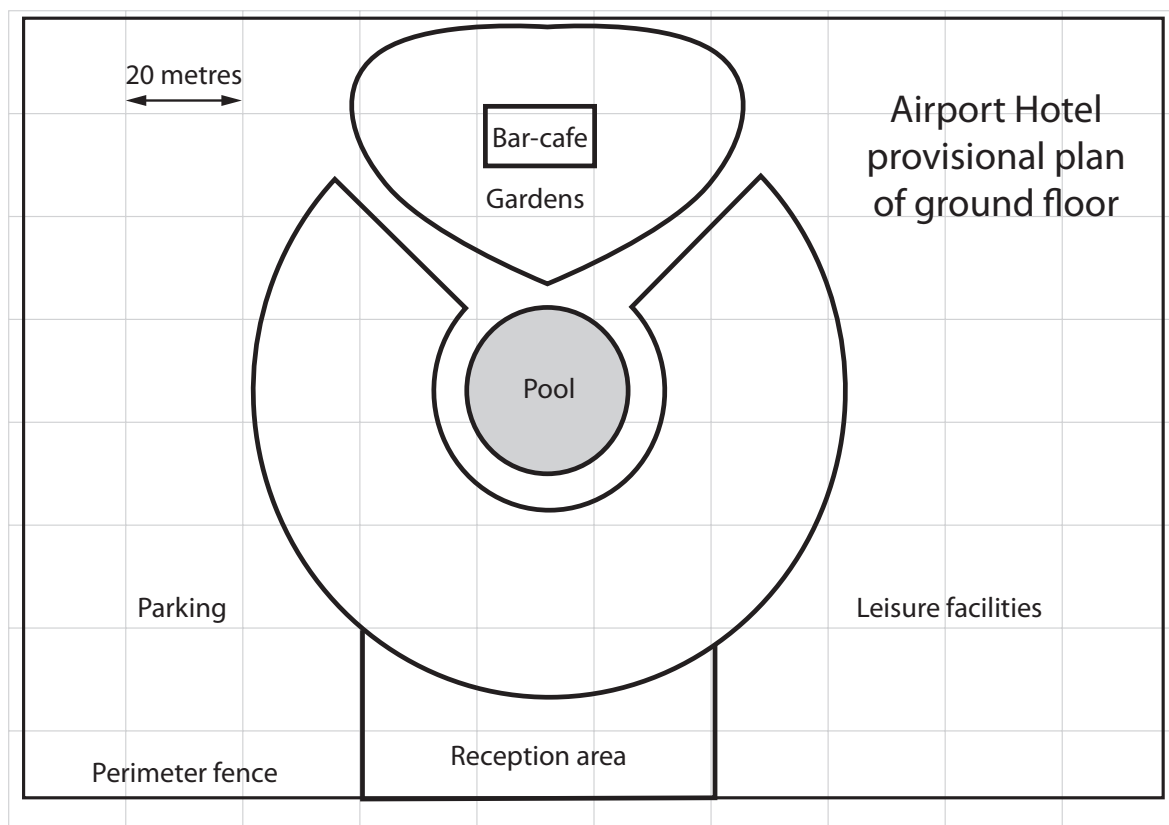 20 metres
Airport Hotel
provisional plan
of ground floor
Bar-cafe
Gardens
Pool
Parking
Leisure facilities
Reception area
Perimeter fence